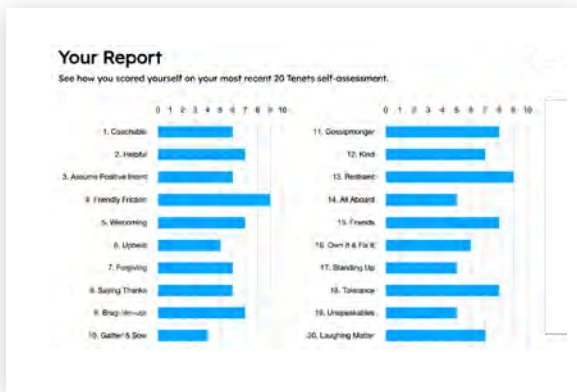 Your Report
See how you scored yourself on your most recent 20 Tenets self-assessment.
0 1 2 3 4 5 6 7 8 9 10
1. Coachable
2. Helpful
3. Assume Positive Intent
4. Friendly Friction
5. Welcoming
6. Upbeat
7. Forgiving
8. Saying Thanks
9.
10. Gather & Sow
0 1 2 3 4 5 6 7 8 9 10
11. Gossipmonger
12. Kind
13. Restraint
14. All Aboard
15. Friends
16. Own It & Fix It
17. Standing Up
18. Tolerance
19. Unspeakables
20. Laughing Matter